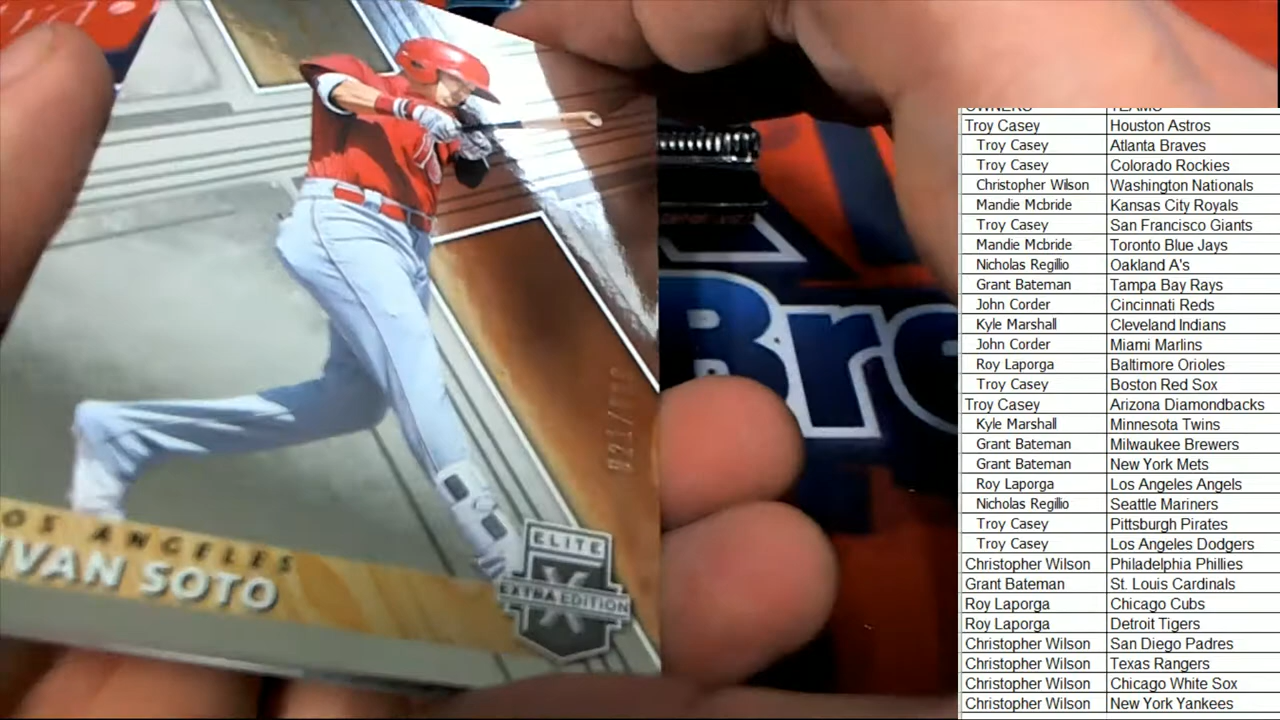 OWNERS TEAMS
Troy Casey Houston Astros
Troy Casey Atlanta Braves
Troy Casey Colorado Rockies
Christopher Wilson Washington Nationals
Mandie Mcbride Kansas City Royals
Troy Casey San Francisco Giants
Mandie Mcbride Toronto Blue Jays
Nicholas Regillio Oakland A's
Grant Bateman Tampa Bay Rays
John Corder Cincinnati Reds
Kyle Marshall Cleveland Indians
John Corder Miami Marlins
Roy Laporga Baltimore Orioles
Troy Casey Boston Red Sox
Troy Casey Arizona Diamondbacks
Kyle Marshall Minnesota Twins
Grant Bateman Milwaukee Brewers
Grant Bateman New York Mets
Roy Laporga Los Angeles Angels
Nicholas Regillio Seattle Mariners
Troy Casey Pittsburgh Pirates
Troy Casey Los Angeles Dodgers
Christopher Wilson Philadelphia Phillies
Grant Bateman St. Louis Cardinals
Roy Laporga Chicago Cubs
Roy Laporga Detroit Tigers
Christopher Wilson San Diego Padres
Christopher Wilson Texas Rangers
Christopher Wilson Chicago White Sox
Christopher Wilson New York Yankees
Bre
OS ANGELES
IVAN SOTO
ELITE
X
EXTRA EDITION